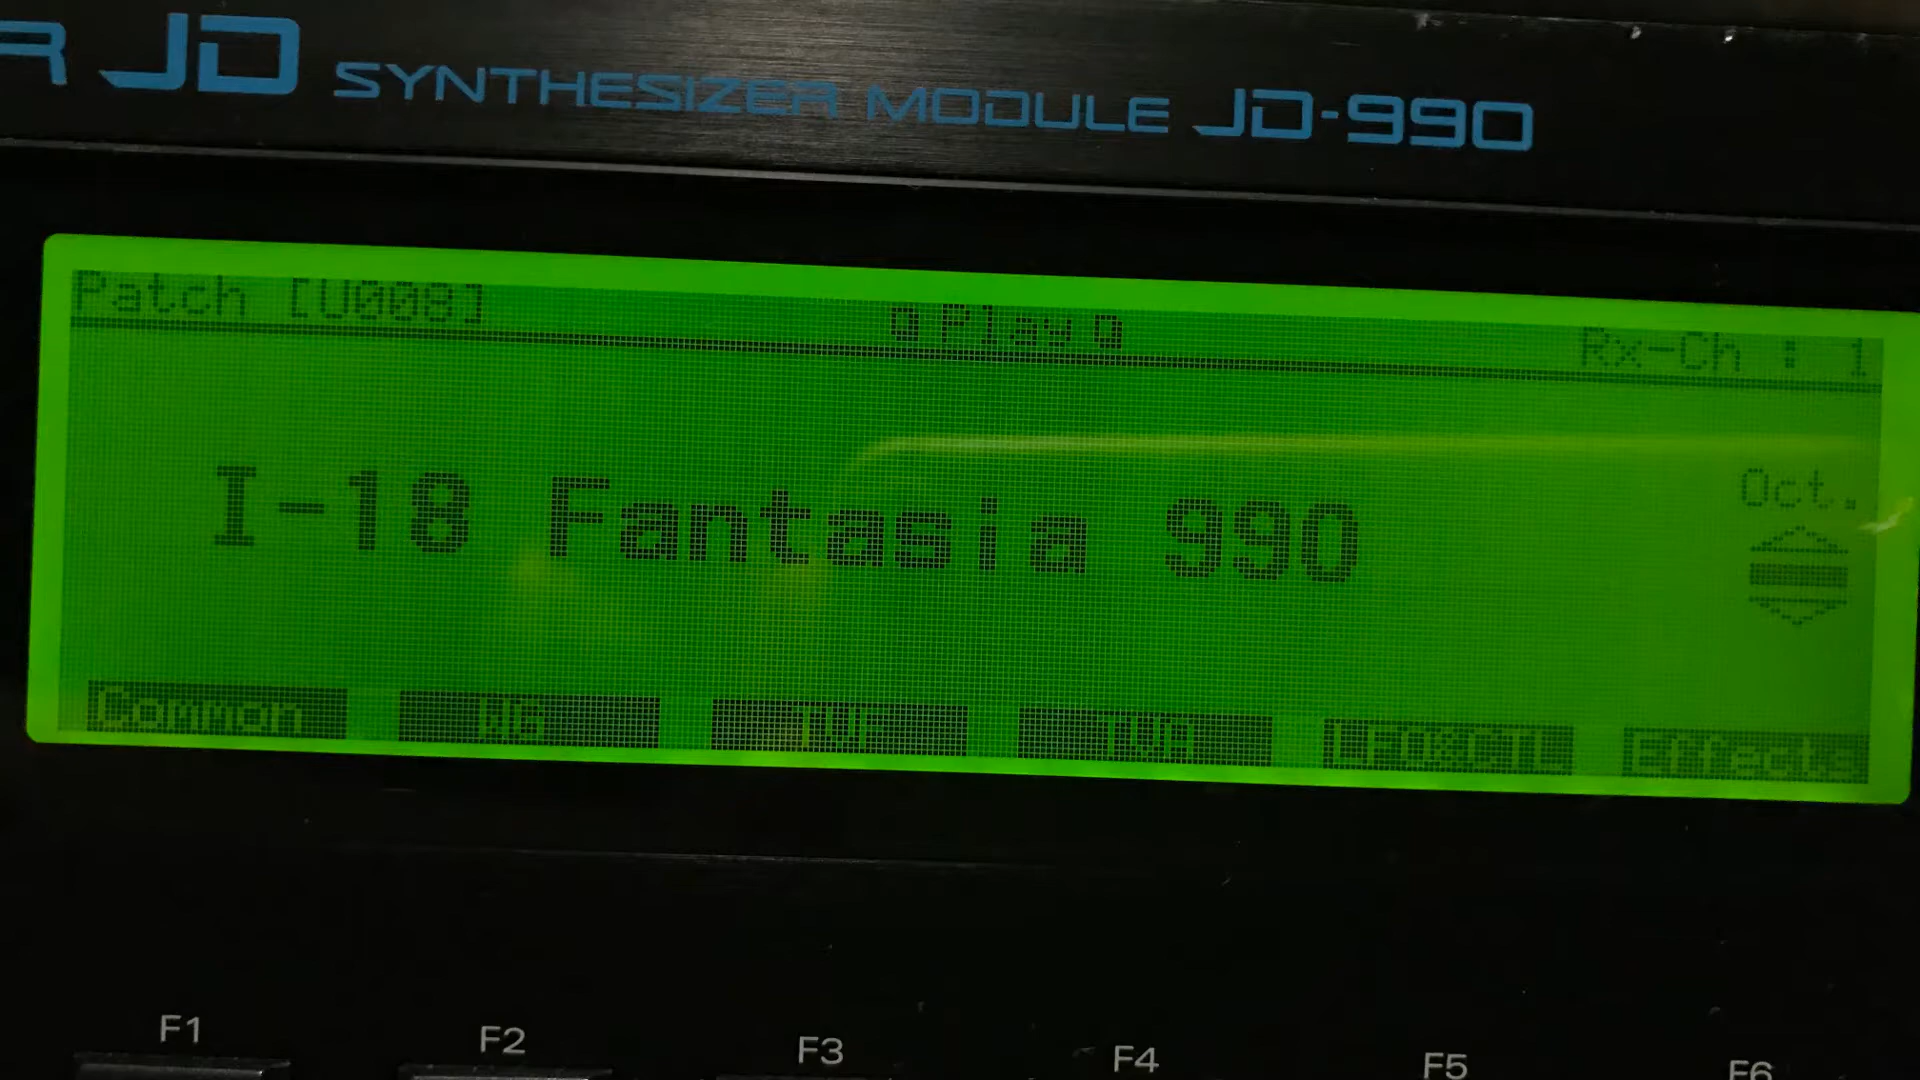 R JD SYNTHESIZER MODULE JD-990
Patch [U008] Play Rx-Ch : 1
I-18 Fantasia 990
Oct.
Common WG TVF TVA LFO&CTL Effects
F1 F2 F3 F4 F5 F6